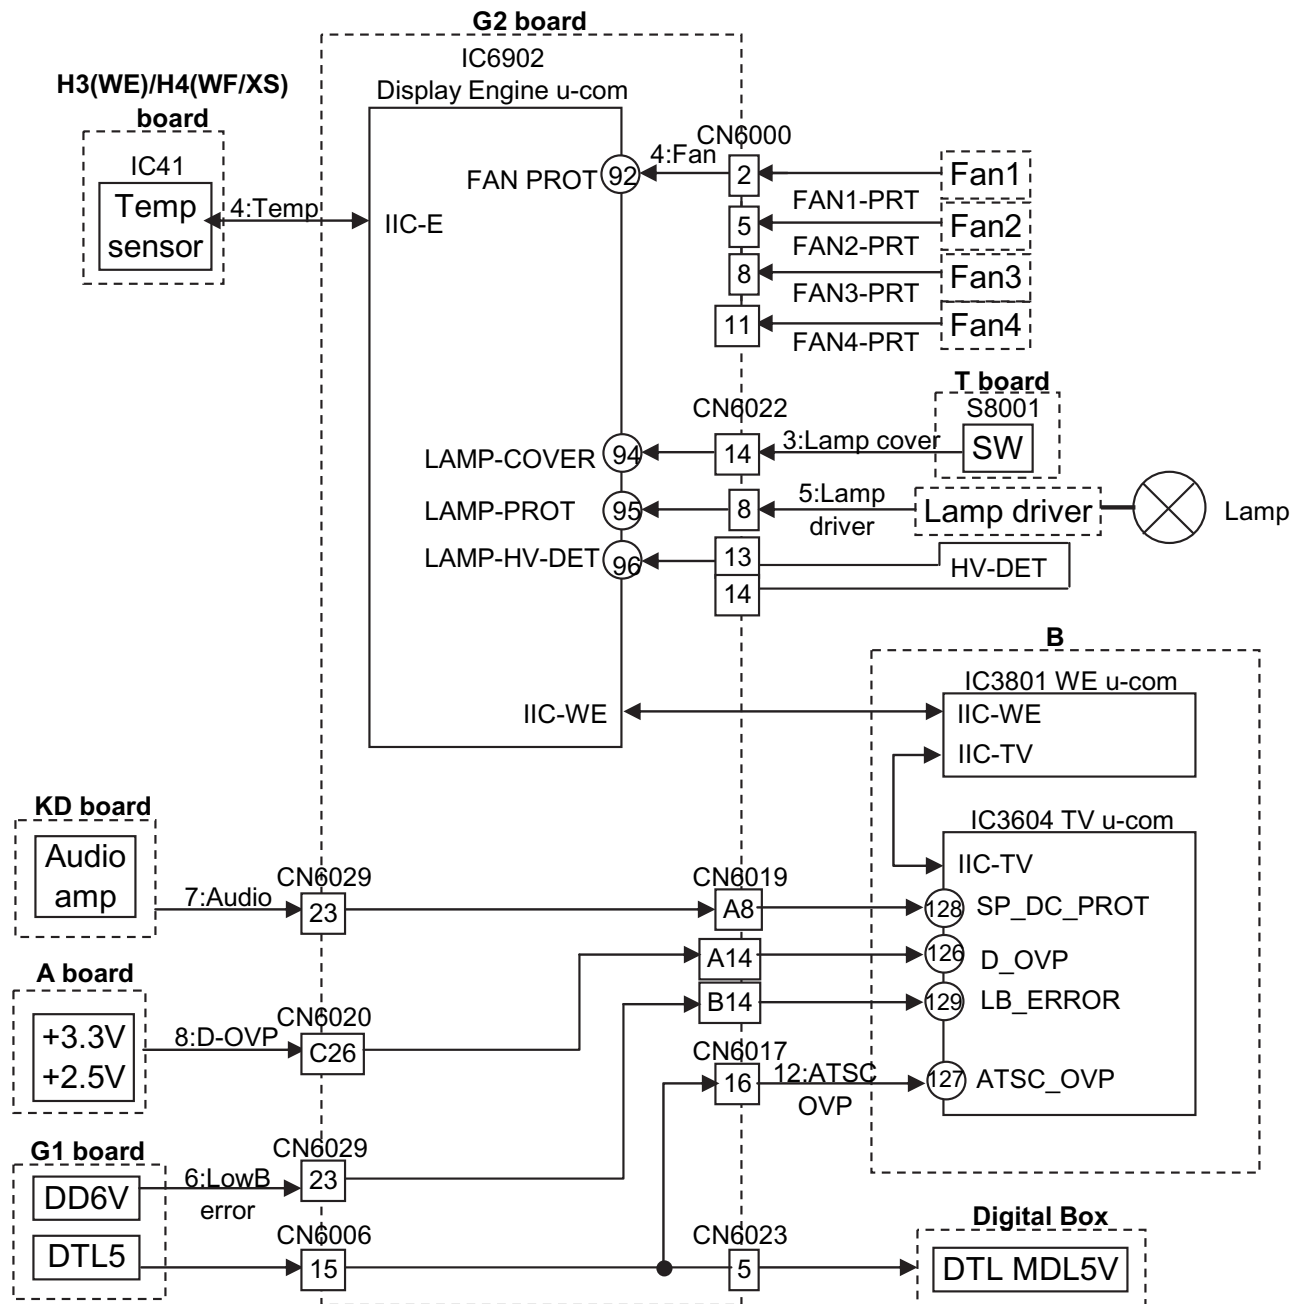 G2 board
IC6902
Display Engine u-com
H3(WE)/H4(WF/XS)
board
IC41
Temp
sensor
4:Temp
IIC-E
FAN PROT
92
4:Fan
CN6000
2
5
8
11
FAN1-PRT
FAN2-PRT
FAN3-PRT
FAN4-PRT
Fan1
Fan2
Fan3
Fan4
T board
S8001
SW
CN6022
3:Lamp cover
14
LAMP-COVER
94
LAMP-PROT
95
8
5:Lamp
driver
Lamp driver
Lamp
LAMP-HV-DET
96
13
14
HV-DET
B
IC3801 WE u-com
IIC-WE
IIC-WE
IIC-TV
IC3604 TV u-com
IIC-TV
KD board
Audio
amp
7:Audio
CN6029
23
CN6019
A8
128
SP_DC_PROT
A14
126
D_OVP
B14
129
LB_ERROR
A board
+3.3V
+2.5V
8:D-OVP
CN6020
C26
CN6017
16
12:ATSC
OVP
127
ATSC_OVP
G1 board
DD6V
6:LowB
error
CN6029
23
DTL5
CN6006
15
CN6023
5
Digital Box
DTL MDL5V